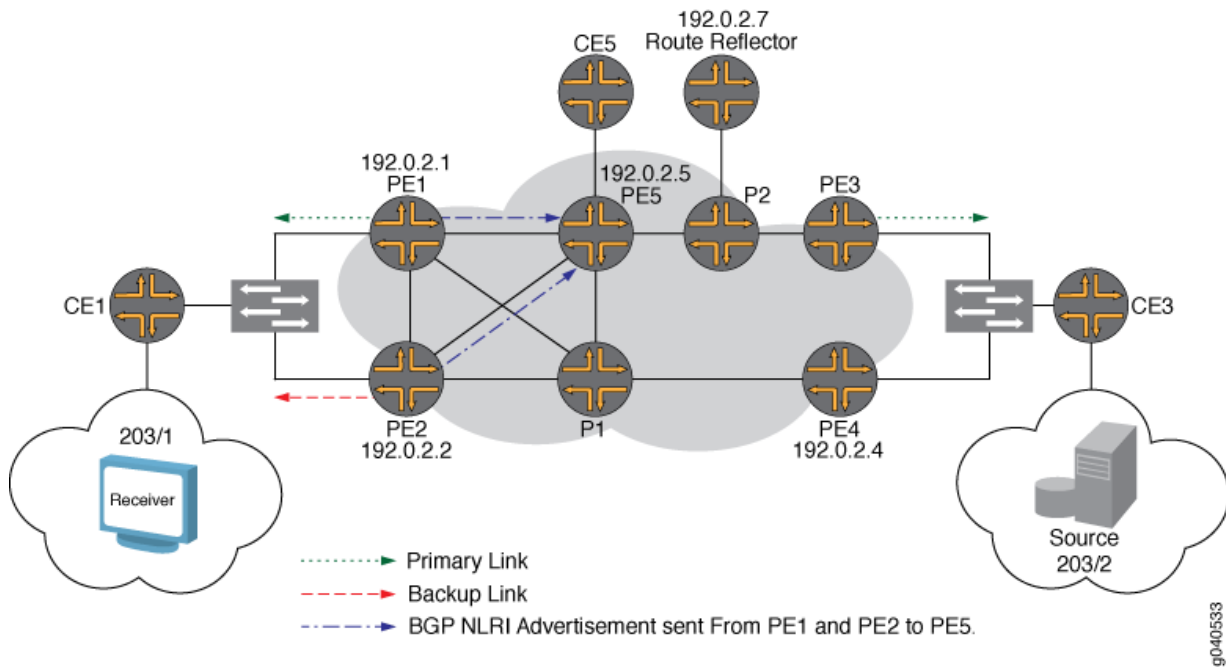 192.0.2.7
CE5
Route Reflector
192.0.2.1
PE1
192.0.2.5
PE5
P2
PE3
CE1
CE3
PE2
192.0.2.2
P1
PE4
192.0.2.4
203/1
Receiver
Source
203/2
Primary Link
Backup Link
BGP NLRI Advertisement sent From PE1 and PE2 to PE5.
g040533